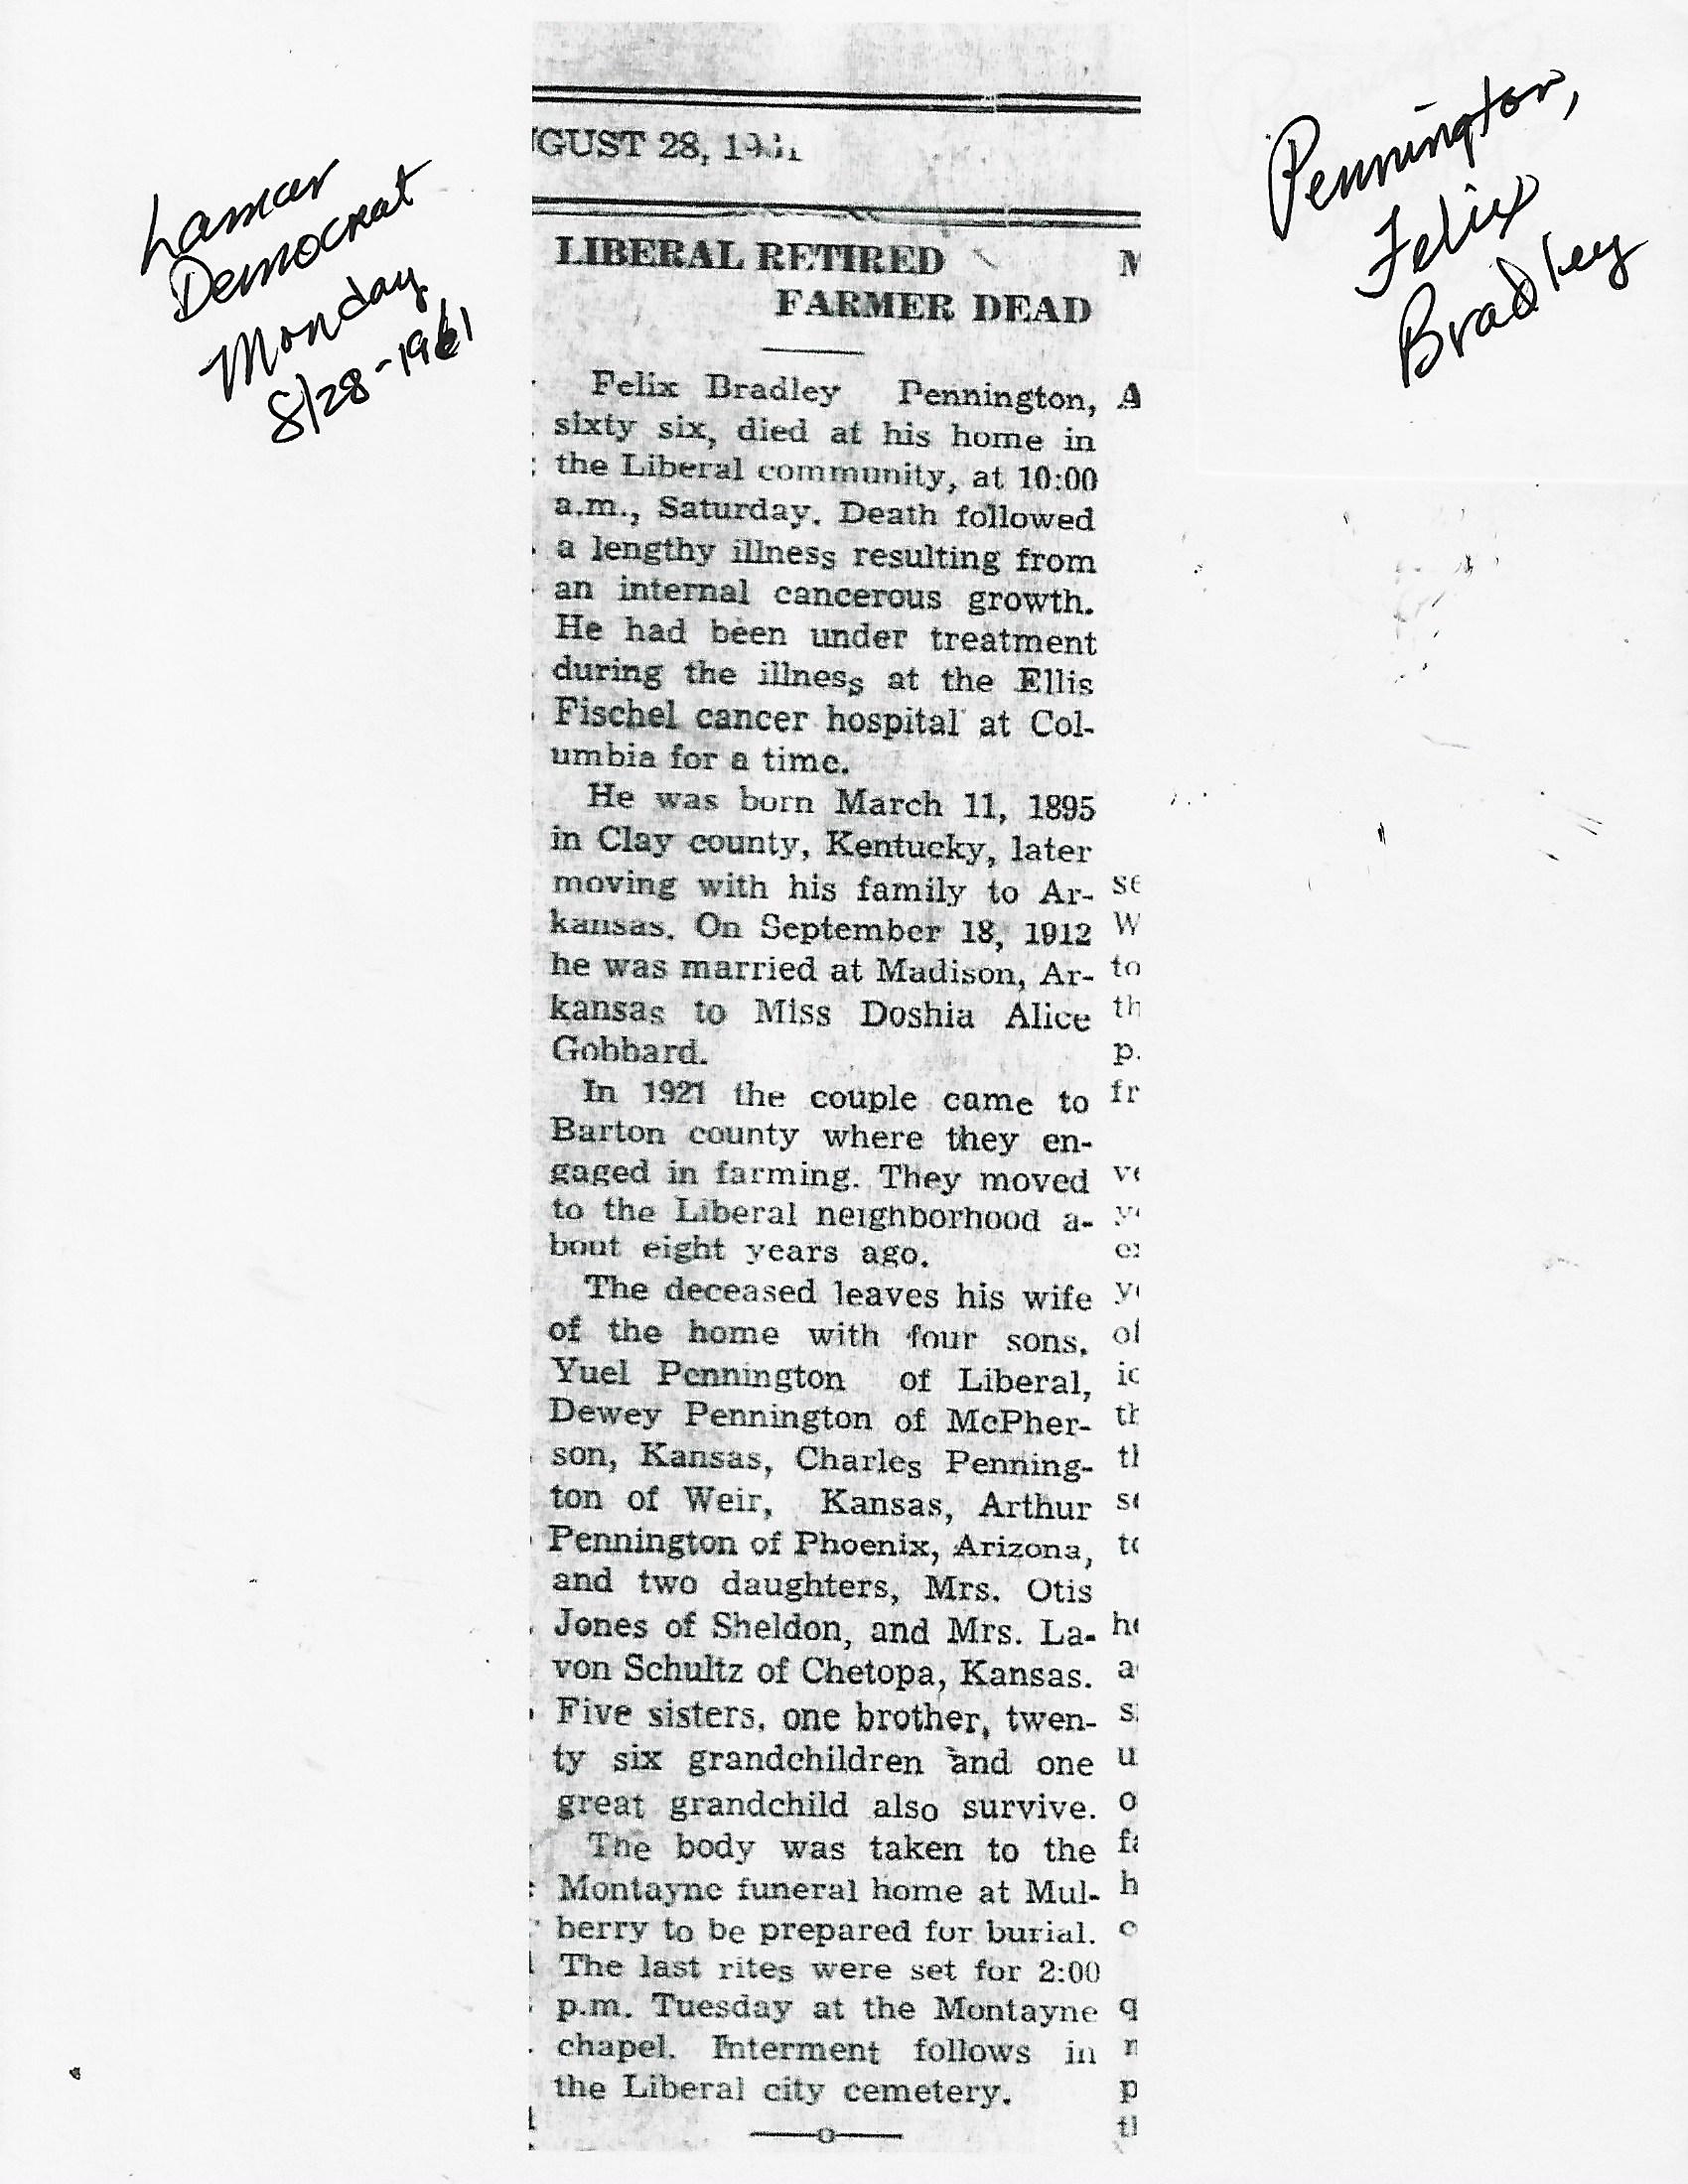 Lamar
Democrat
Monday
8/28-1961
Pennington,
Felix
Bradley
GUST 28, 19
LIBERAL RETIRED
FARMER DEAD
Felix Bradley Pennington,
sixty six, died at his home in
the Liberal community, at 10:00
a.m., Saturday. Death followed
a lengthy illness resulting from
an internal cancerous growth.
He had been under treatment
during the illness at the Ellis
Fischel cancer hospital at Col-
umbia for a time.
He was born March 11, 1895
in Clay county, Kentucky, later
moving with his family to Ar-
kansas. On September 18, 1912
he was married at Madison, Ar-
kansas to Miss Doshia Alice
Gobbard.
In 1921 the couple came to
Barton county where they en-
gaged in farming. They moved
to the Liberal neighborhood a-
bout eight years ago.
The deceased leaves his wife
of the home with four sons,
Yuel Pennington of Liberal,
Dewey Pennington of McPher-
son, Kansas, Charles Penning-
ton of Weir, Kansas, Arthur
Pennington of Phoenix, Arizona,
and two daughters, Mrs. Otis
Jones of Sheldon, and Mrs. La-
von Schultz of Chetopa, Kansas.
Five sisters, one brother, twen-
ty six grandchildren and one
great grandchild also survive.
The body was taken to the
Montayne funeral home at Mul-
berry to be prepared for burial.
The last rites were set for 2:00
p.m. Tuesday at the Montayne
chapel. Interment follows in
the Liberal city cemetery.